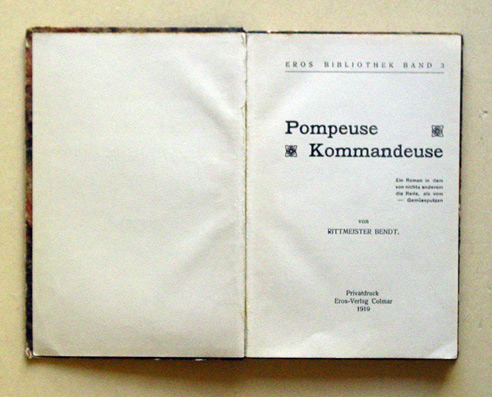 EROS BIBLIOTHEK BAND 3
Pompeuse
Kommandeuse
Ein Roman in dem
von nichts anderem
die Rede, als vom
— Gemüseputzen
von
RITTMEISTER BENDT.
Privatdruck
Eros-Verlag Colmar
1919